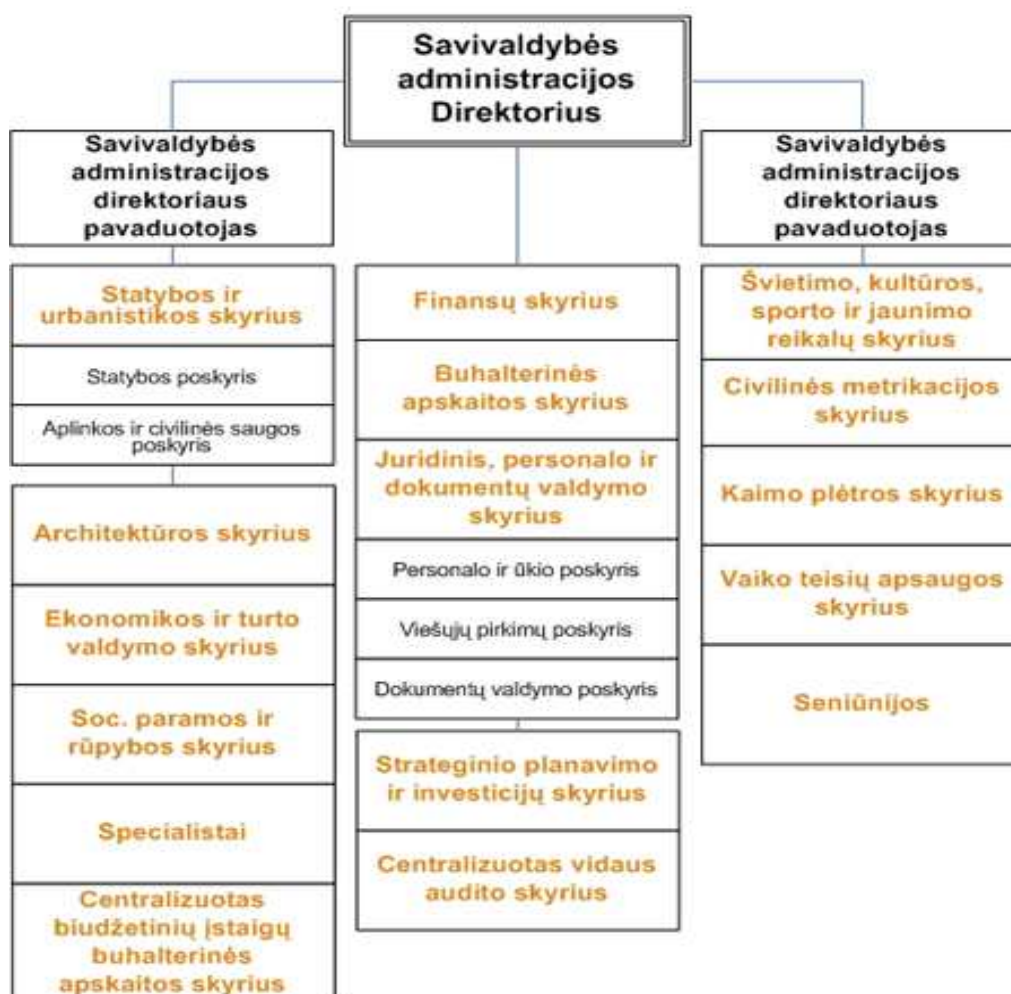 Savivaldybės
administracijos
Direktorius
Savivaldybės
administracijos
direktoriaus
pavaduotojas
Statybos ir
urbanistikos skyrius
Statybos poskyris
Aplinkos ir civilinės saugos
poskyris
Architektūros skyrius
Ekonomikos ir turto
valdymo skyrius
Soc. paramos ir
rūpybos skyrius
Specialistai
Centralizuotas
biudžetinių įstaigų
buhalterinės
apskaitos skyrius
Finansų skyrius
Buhalterinės
apskaitos skyrius
Juridinis, personalo ir
dokumentų valdymo
skyrius
Personalo ir ūkio poskyris
Viešųjų pirkimų poskyris
Dokumentų valdymo poskyris
Strateginio planavimo
ir investicijų skyrius
Centralizuotas vidaus
audito skyrius
Savivaldybės
administracijos
direktoriaus
pavaduotojas
Švietimo, kultūros,
sporto ir jaunimo
reikalų skyrius
Civilinės metrikacijos
skyrius
Kaimo plėtros skyrius
Vaiko teisių apsaugos
skyrius
Seniūnijos